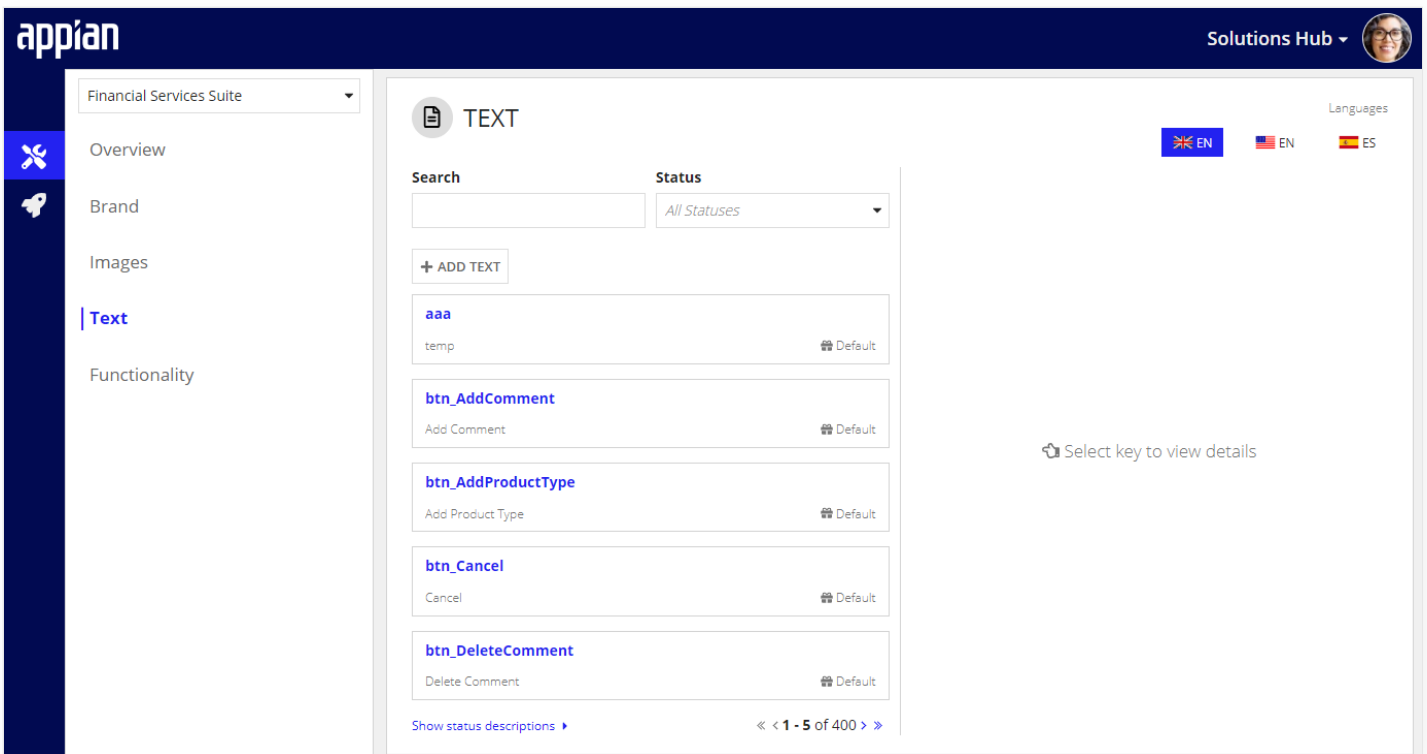 appian
Solutions Hub
Financial Services Suite
Overview
Brand
Images
Text
Functionality
TEXT
Languages
EN
EN
ES
Search
Status
All Statuses
+ ADD TEXT
aaa
temp
Default
btn_AddComment
Add Comment
Default
btn_AddProductType
Add Product Type
Default
btn_Cancel
Cancel
Default
btn_DeleteComment
Delete Comment
Default
Show status descriptions
« < 1 - 5 of 400 > »
Select key to view details